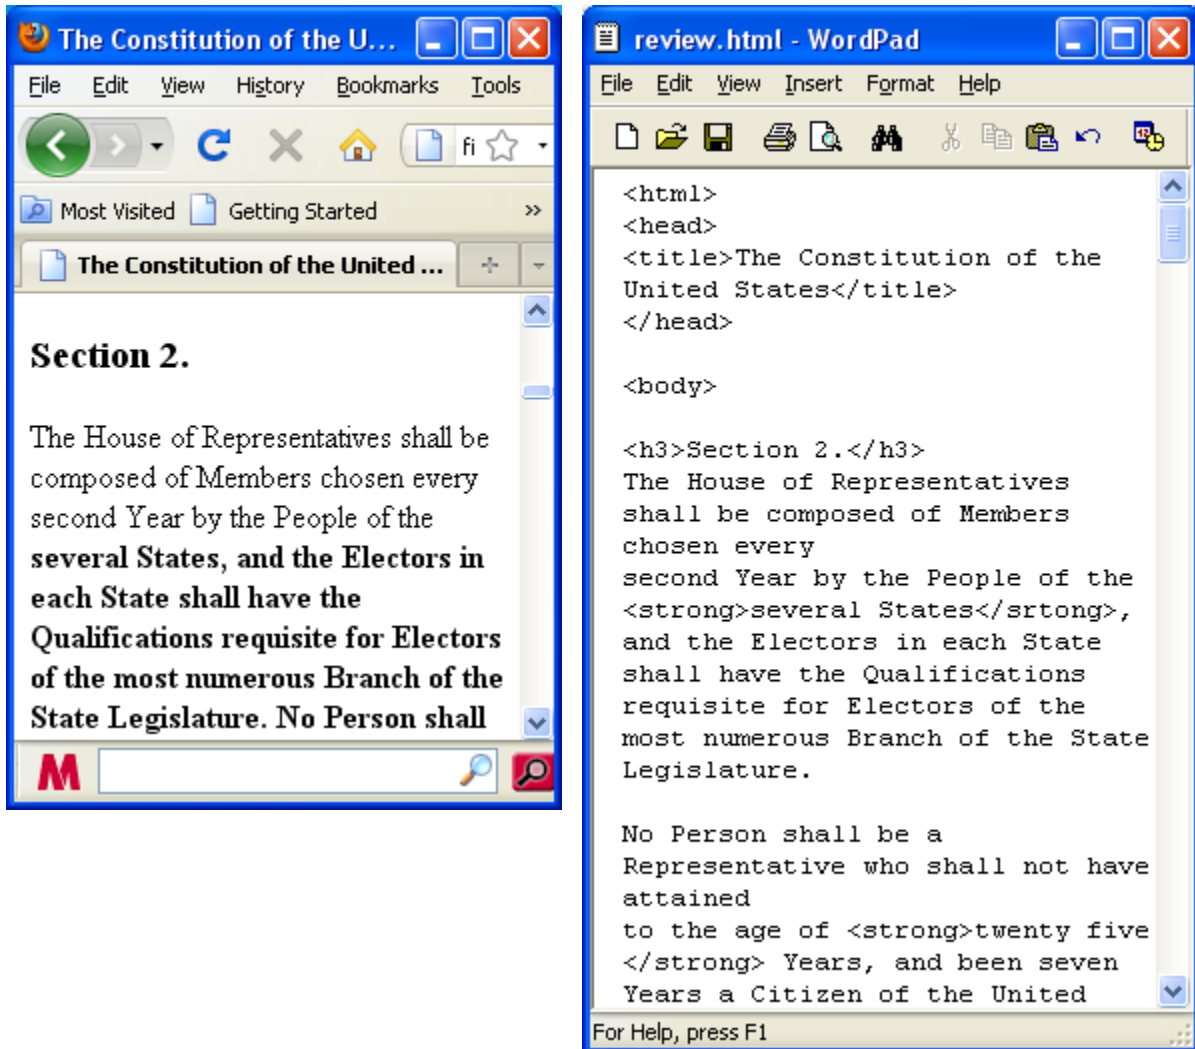 The Constitution of the U...
File Edit View History Bookmarks Tools
fi
Most Visited Getting Started »
The Constitution of the United ...
Section 2.
The House of Representatives shall be
composed of Members chosen every
second Year by the People of the
several States, and the Electors in
each State shall have the
Qualifications requisite for Electors
of the most numerous Branch of the
State Legislature. No Person shall
M
review.html - WordPad
File Edit View Insert Format Help
12
<html>
<head>
<title>The Constitution of the
United States</title>
</head>
<body>
<h3>Section 2.</h3>
The House of Representatives
shall be composed of Members
chosen every
second Year by the People of the
<strong>several States</srtong>,
and the Electors in each State
shall have the Qualifications
requisite for Electors of the
most numerous Branch of the State
Legislature.
No Person shall be a
Representative who shall not have
attained
to the age of <strong>twenty five
</strong> Years, and been seven
Years a Citizen of the United
For Help, press F1